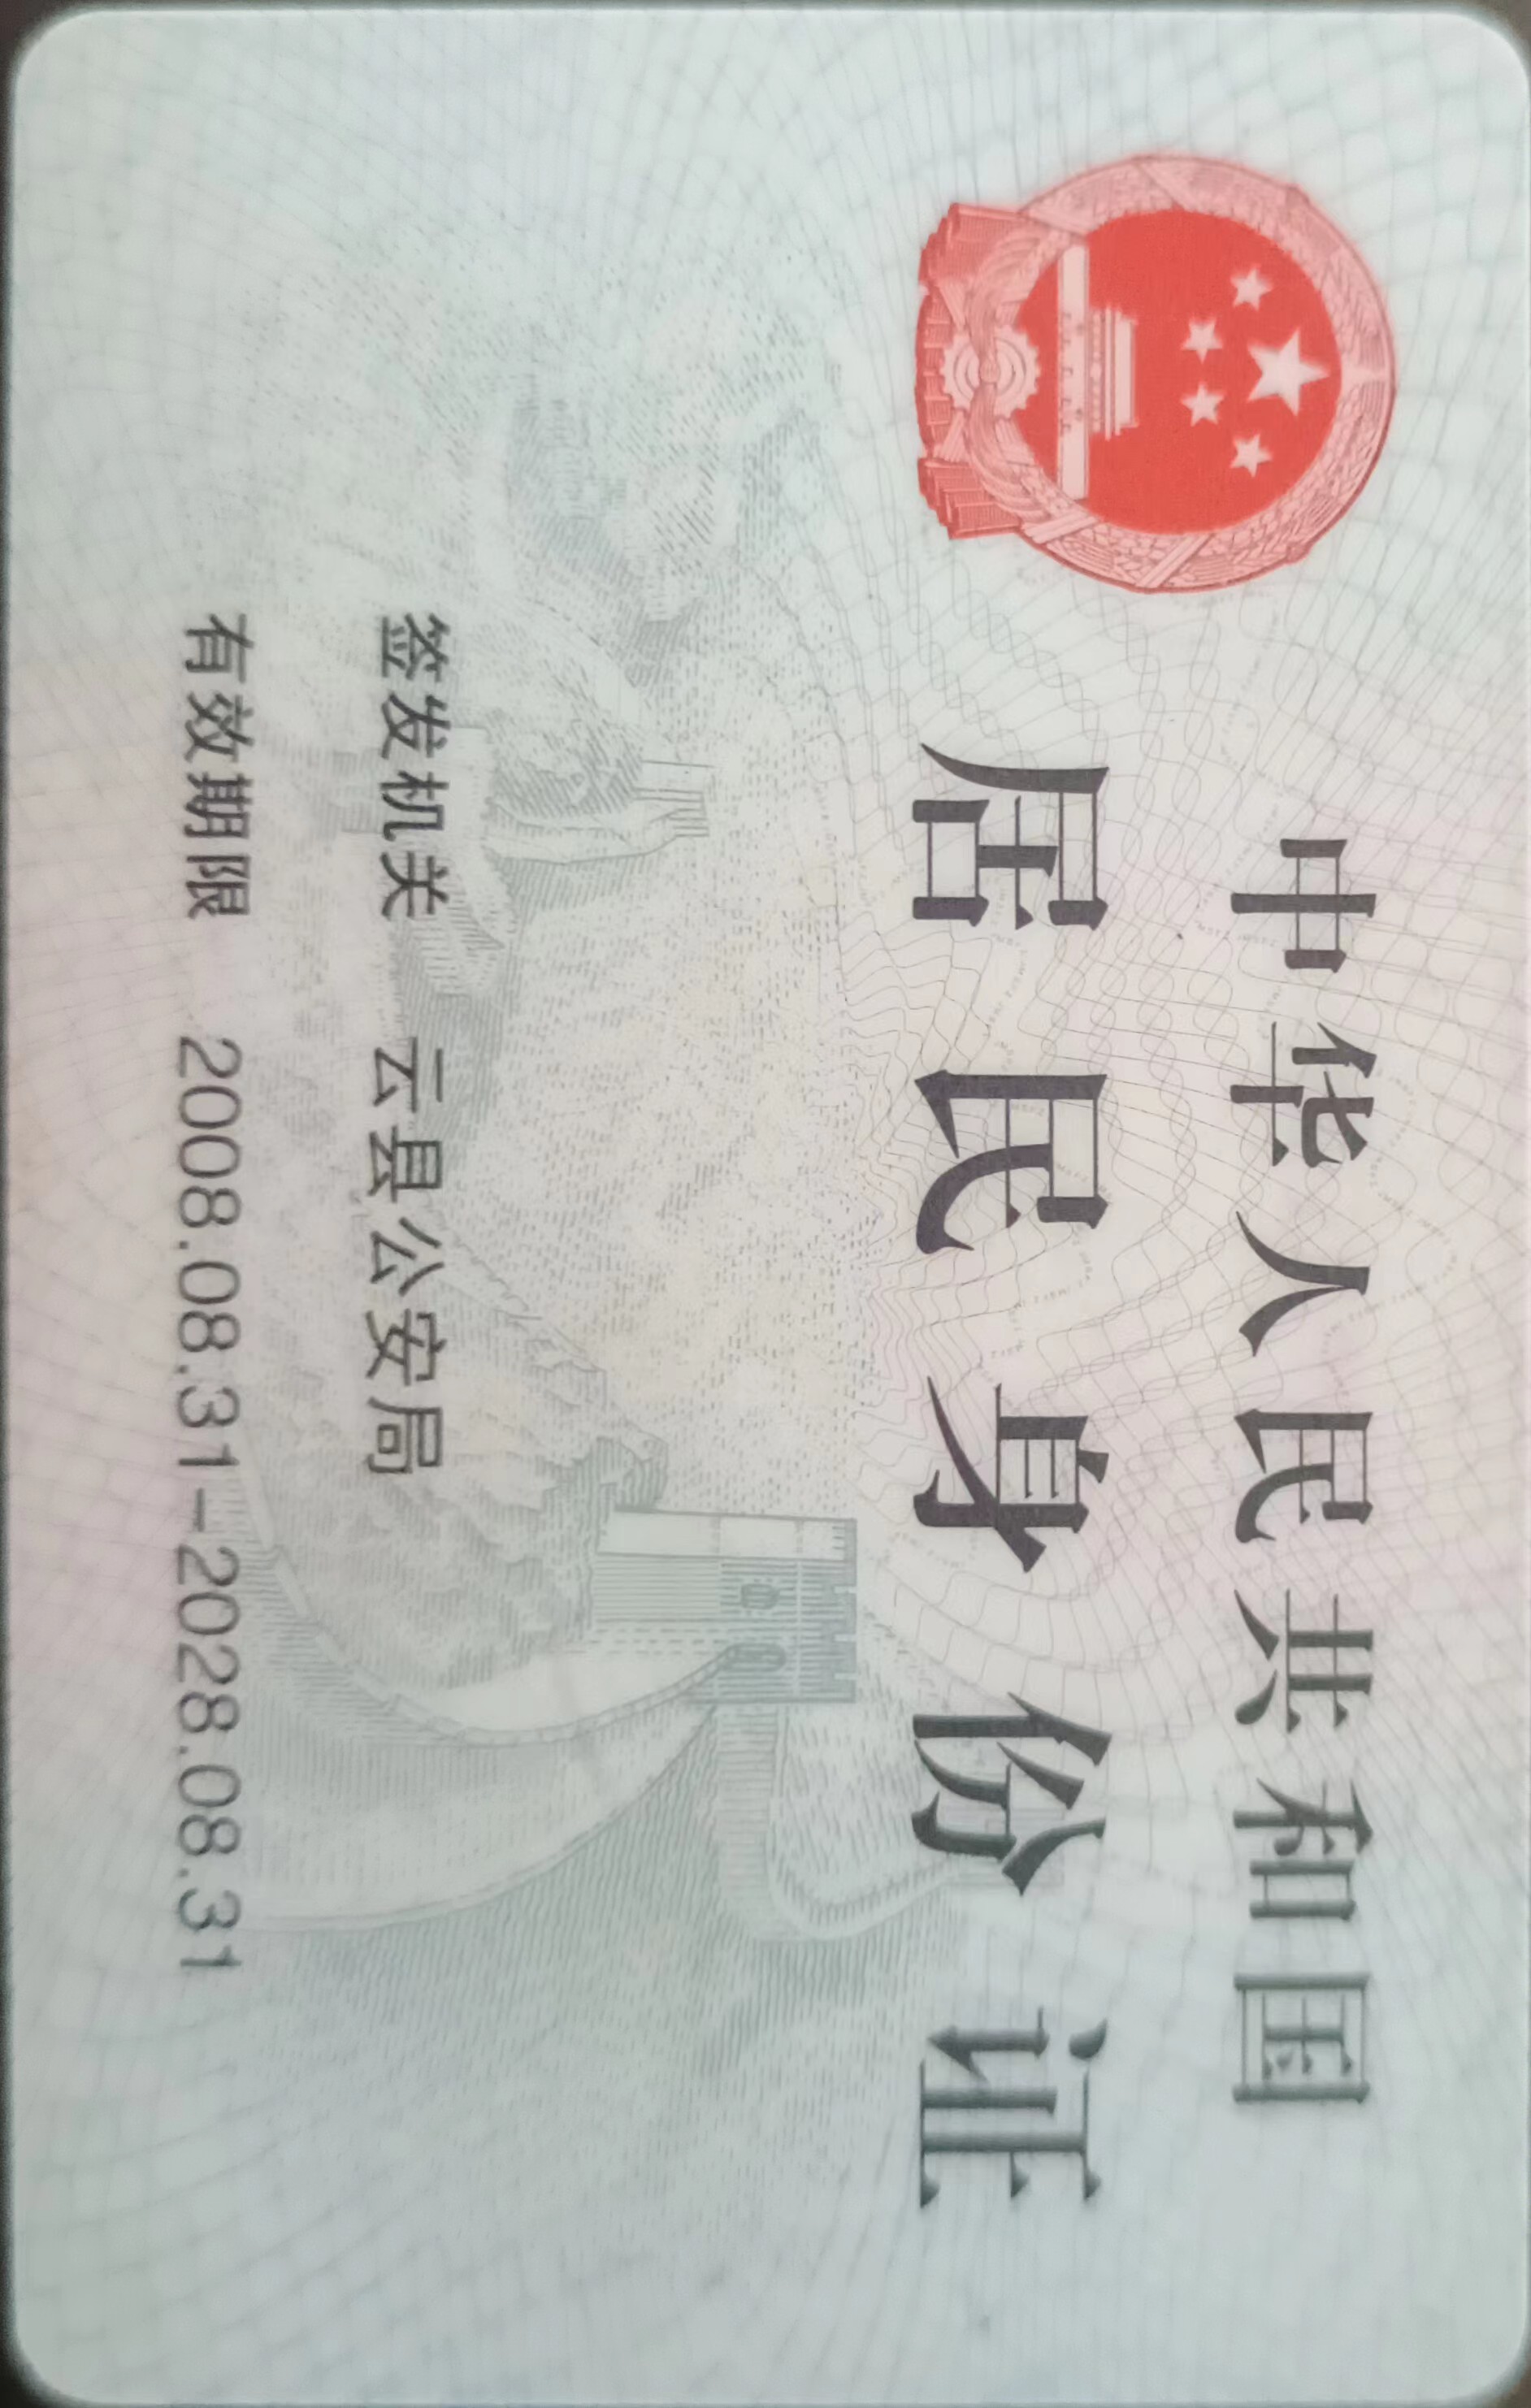 中华人民共和国
居民身份证
签发机关 云县公安局
有效期限 2008.08.31-2028.08.31